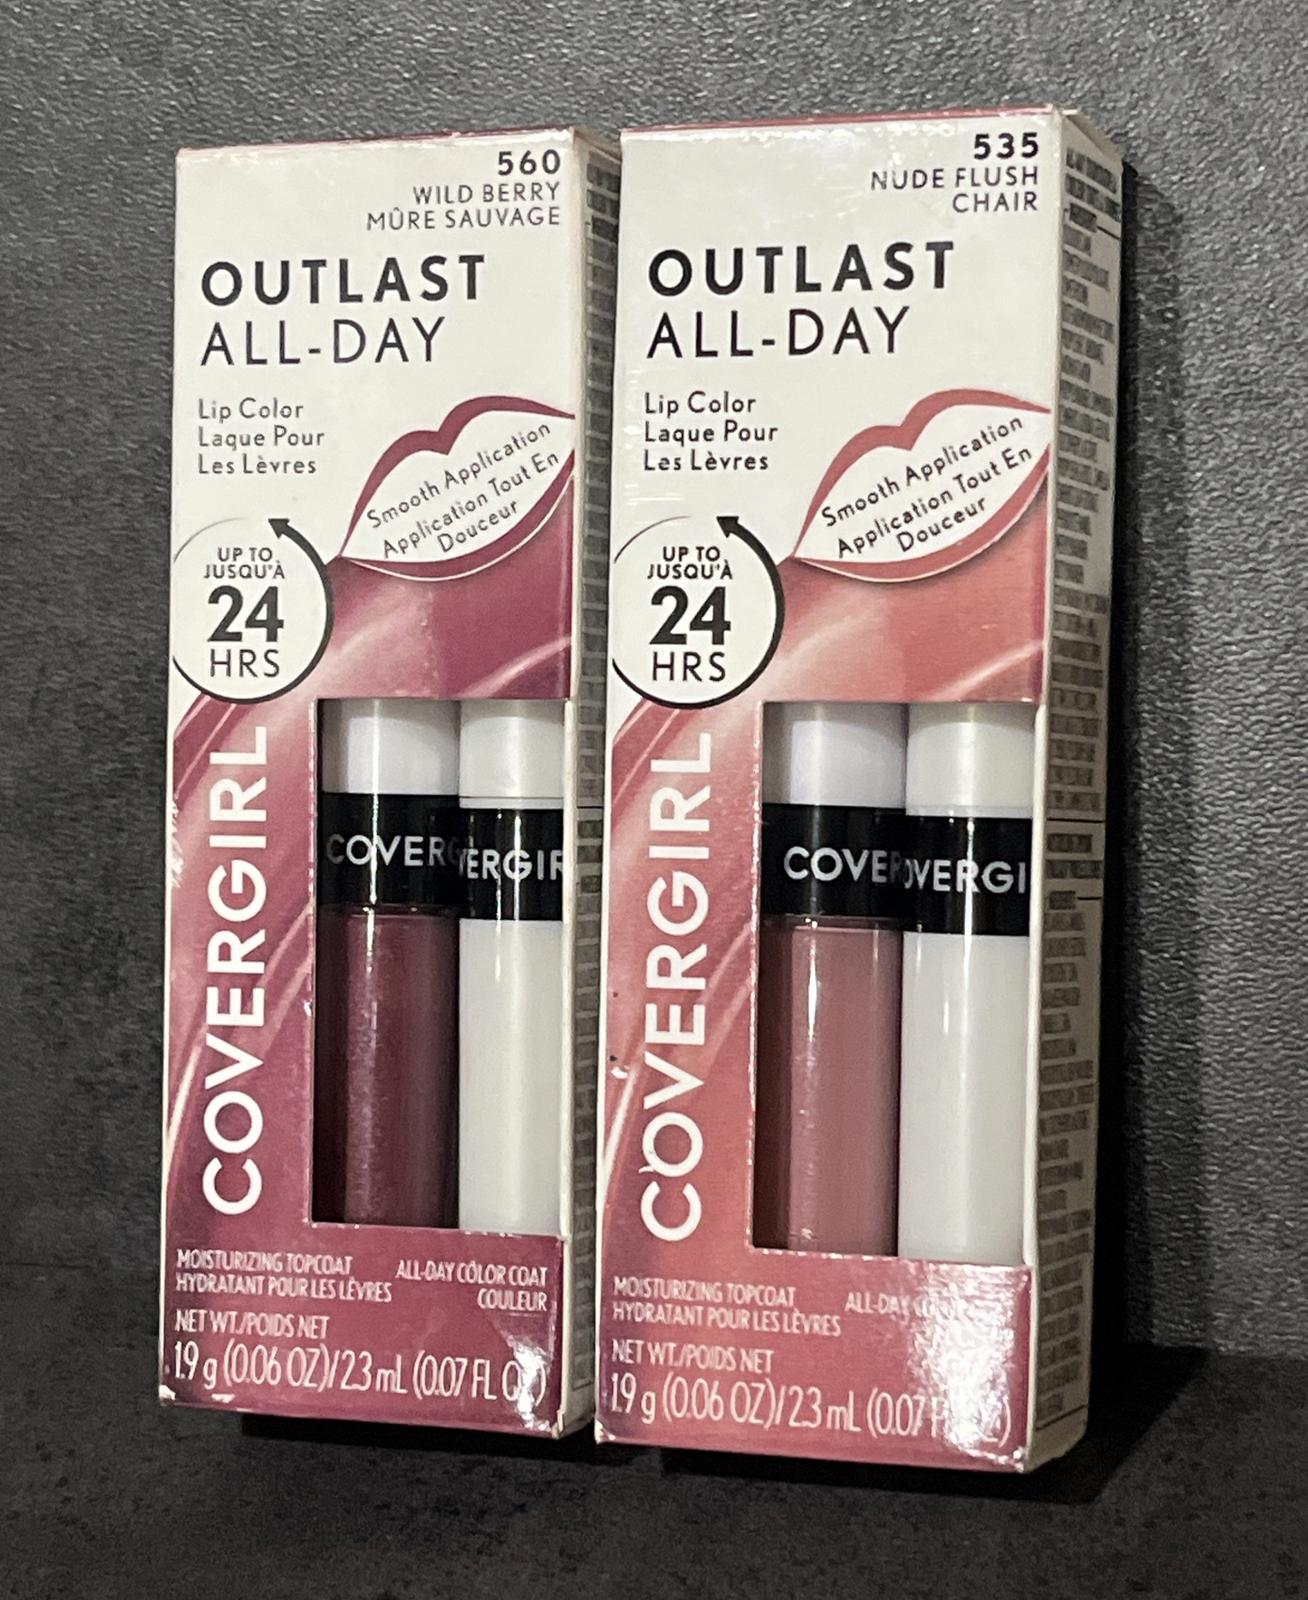 560
WILD BERRY
MÛRE SAUVAGE
OUTLAST
ALL-DAY
Lip Color
Laque Pour
Les Lèvres
Smooth Application
Application Tout En
Douceur
UP TO
JUSQU'À
24
HRS
COVERGIRL
COVERG
VERGIR
MOISTURIZING TOPCOAT
HYDRATANT POUR LES LÈVRES
ALL-DAY COLOR COAT
COULEUR
NET WT./POIDS NET
1.9 g (0.06 OZ)/2.3 mL (0.07 FL OZ)
535
NUDE FLUSH
CHAIR
OUTLAST
ALL-DAY
Lip Color
Laque Pour
Les Lèvres
Smooth Application
Application Tout En
Douceur
UP TO
JUSQU'À
24
HRS
COVERGIRL
COVER
OVERGI
MOISTURIZING TOPCOAT
HYDRATANT POUR LES LÈVRES
ALL-DAY
NET WT./POIDS NET
1.9 g (0.06 OZ)/2.3 mL (0.07